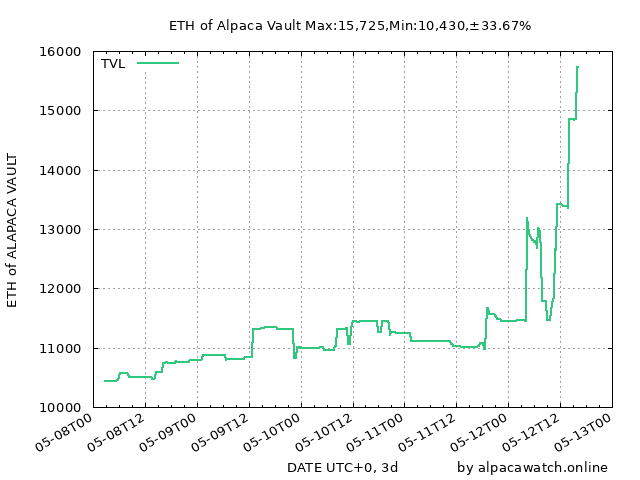 ETH of Alpaca Vault Max:15,725,Min:10,430,±33.67%
TVL
16000
15000
14000
13000
12000
11000
10000
ETH of ALAPACA VAULT
05-08T00
05-08T12
05-09T00
05-09T12
05-10T00
05-10T12
05-11T00
05-11T12
05-12T00
05-12T12
05-13T00
DATE UTC+0, 3d
by alpacawatch.online